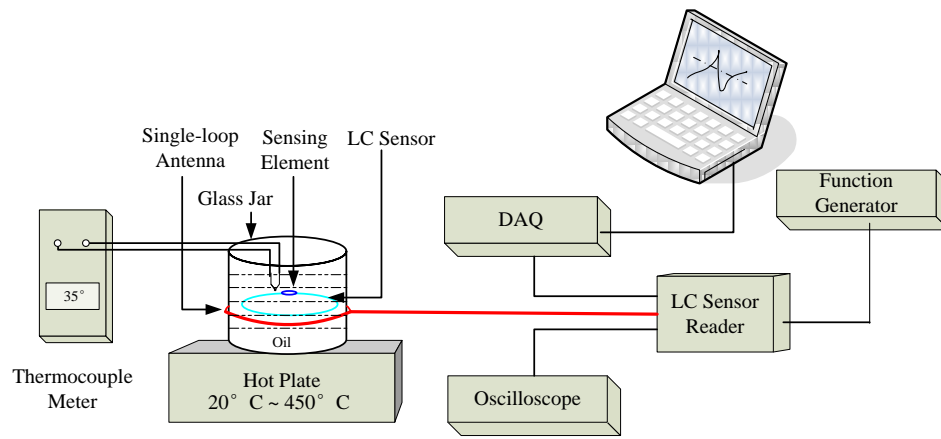 Single-loop
Antenna
Sensing
Element
LC Sensor
Glass Jar
Function
Generator
DAQ
35°
LC Sensor
Reader
Oil
Thermocouple
Meter
Hot Plate
20° C ~ 450° C
Oscilloscope